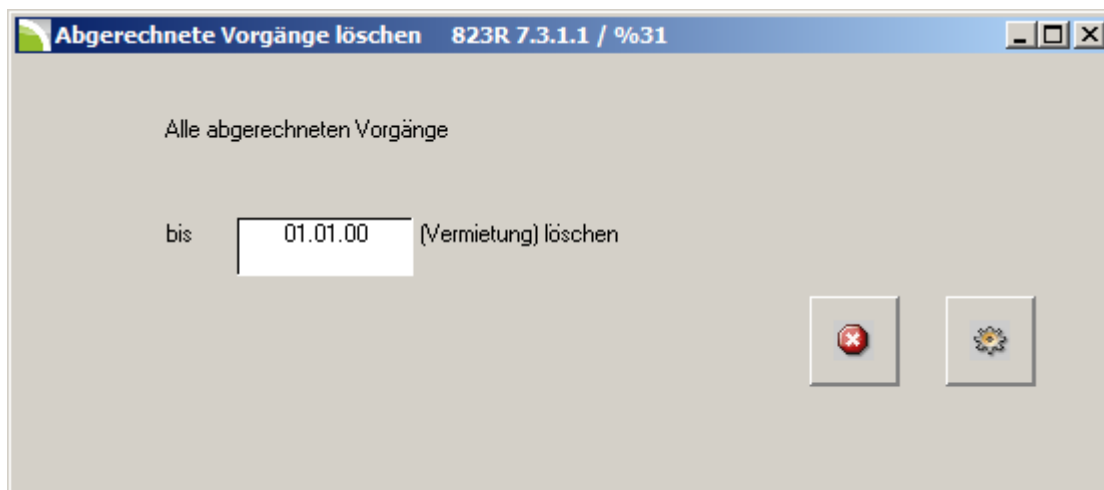 Abgerechnete Vorgänge löschen 823R 7.3.1.1 / %31
Alle abgerechneten Vorgänge
bis 01.01.00 (Vermietung) löschen